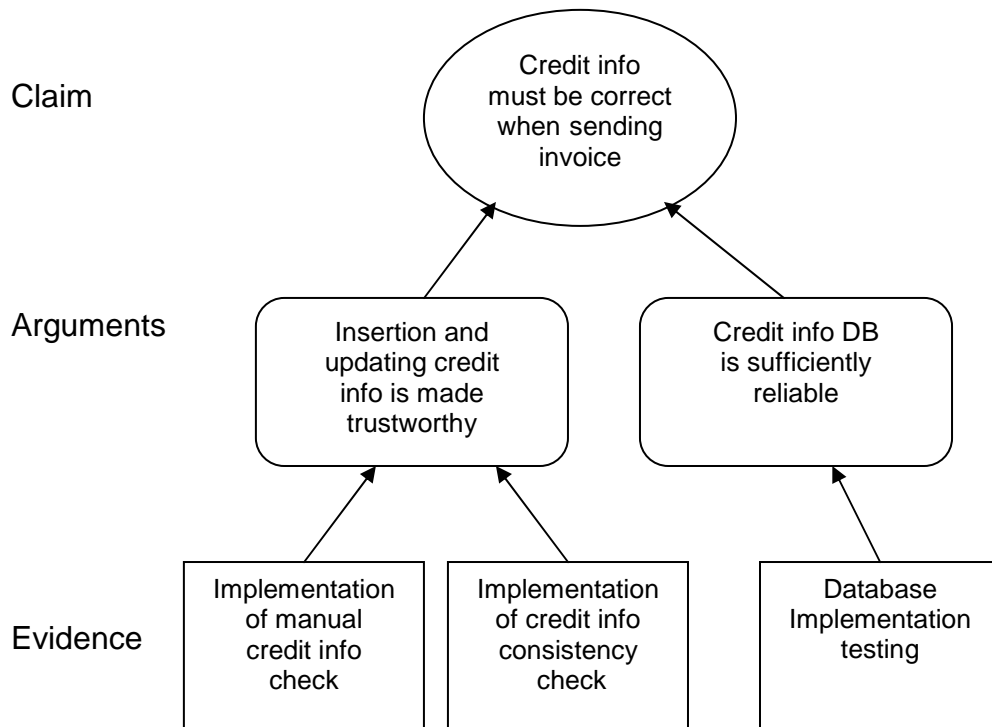 Claim
Credit info
must be correct
when sending
invoice
Arguments
Insertion and
updating credit
info is made
trustworthy
Credit info DB
is sufficiently
reliable
Evidence
Implementation
of manual
credit info
check
Implementation
of credit info
consistency
check
Database
Implementation
testing